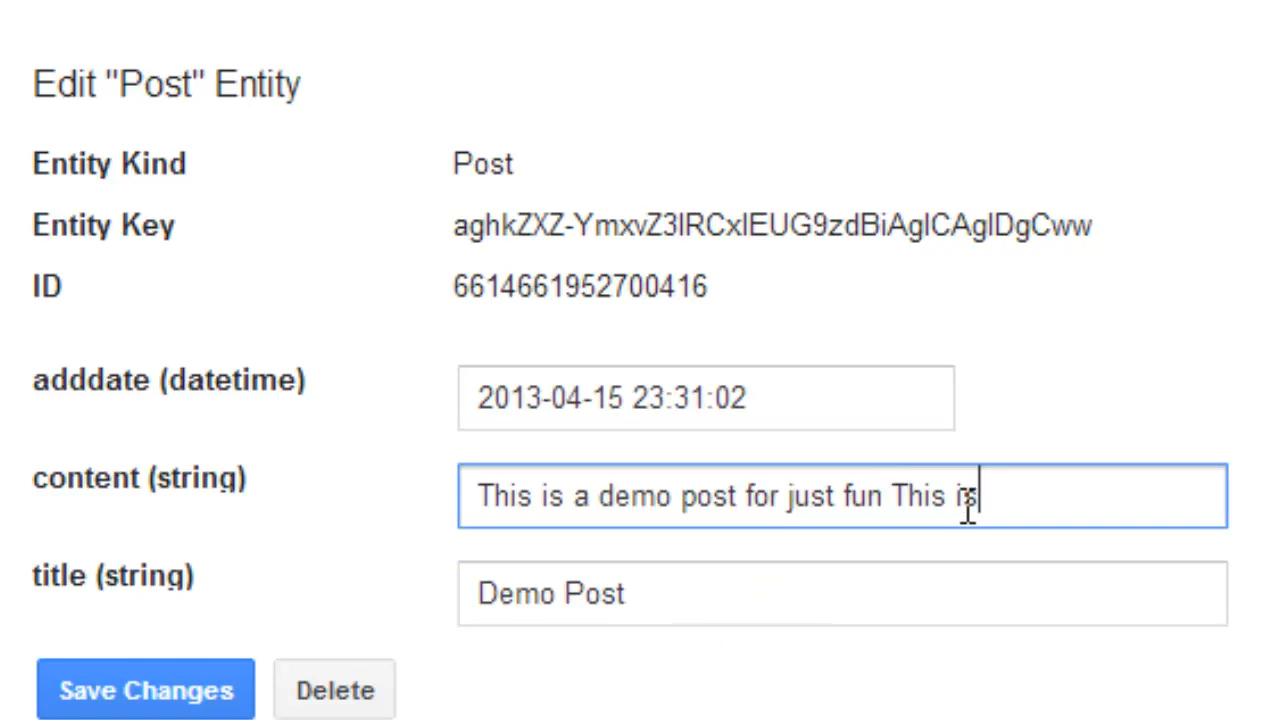 Edit "Post" Entity
Entity Kind Post
Entity Key aghkZXZ-YmxvZ3IRCxIEUG9zdBiAgICAgIDgCww
ID 6614661952700416
adddate (datetime) 2013-04-15 23:31:02
content (string) This is a demo post for just fun This is
title (string) Demo Post
Save Changes Delete